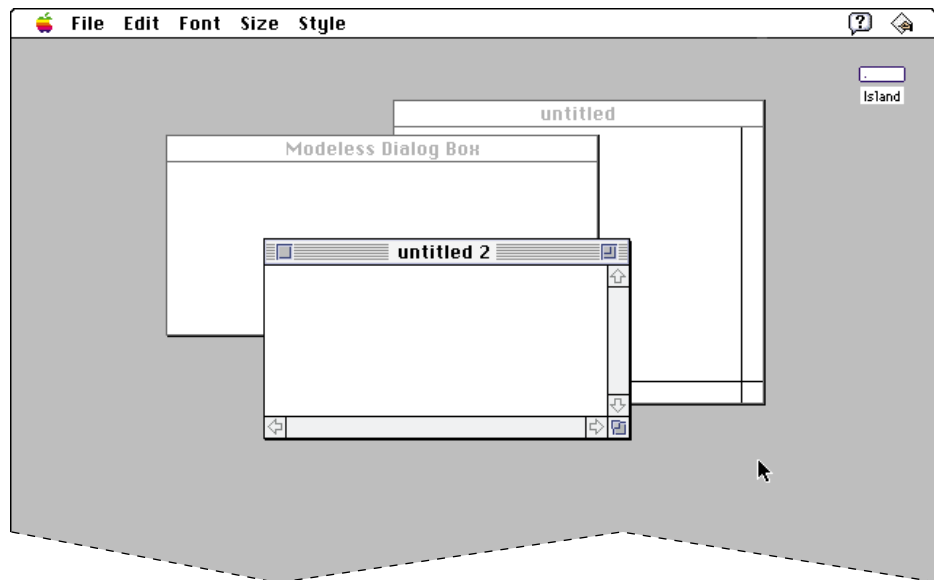 File Edit Font Size Style
Island
untitled
Modeless Dialog Box
untitled 2